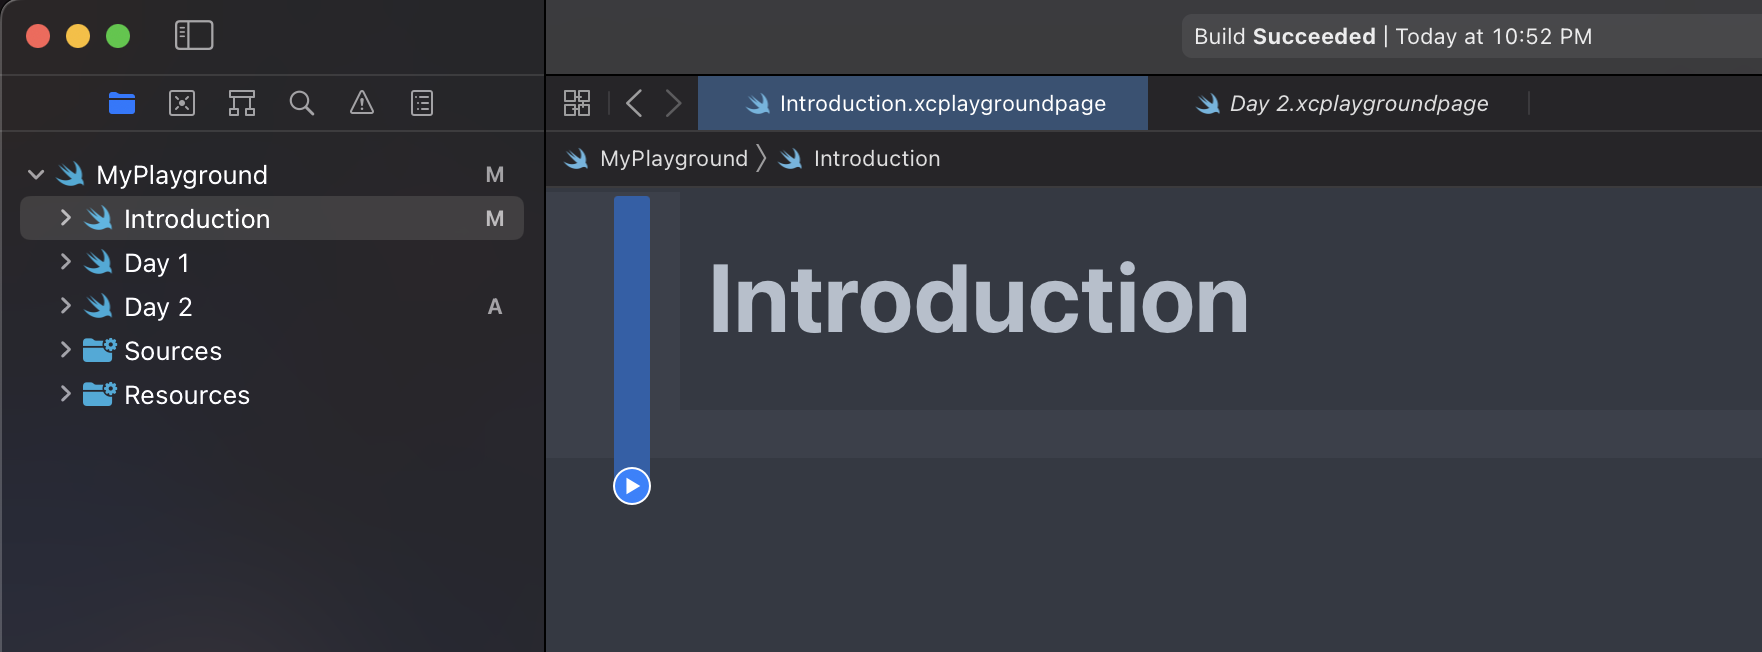 Build Succeeded | Today at 10:52 PM
Introduction.xcplaygroundpage
Day 2.xcplaygroundpage
MyPlayground M
MyPlayground 〉 Introduction
Introduction M
Day 1
Day 2 A
Sources
Resources
Introduction